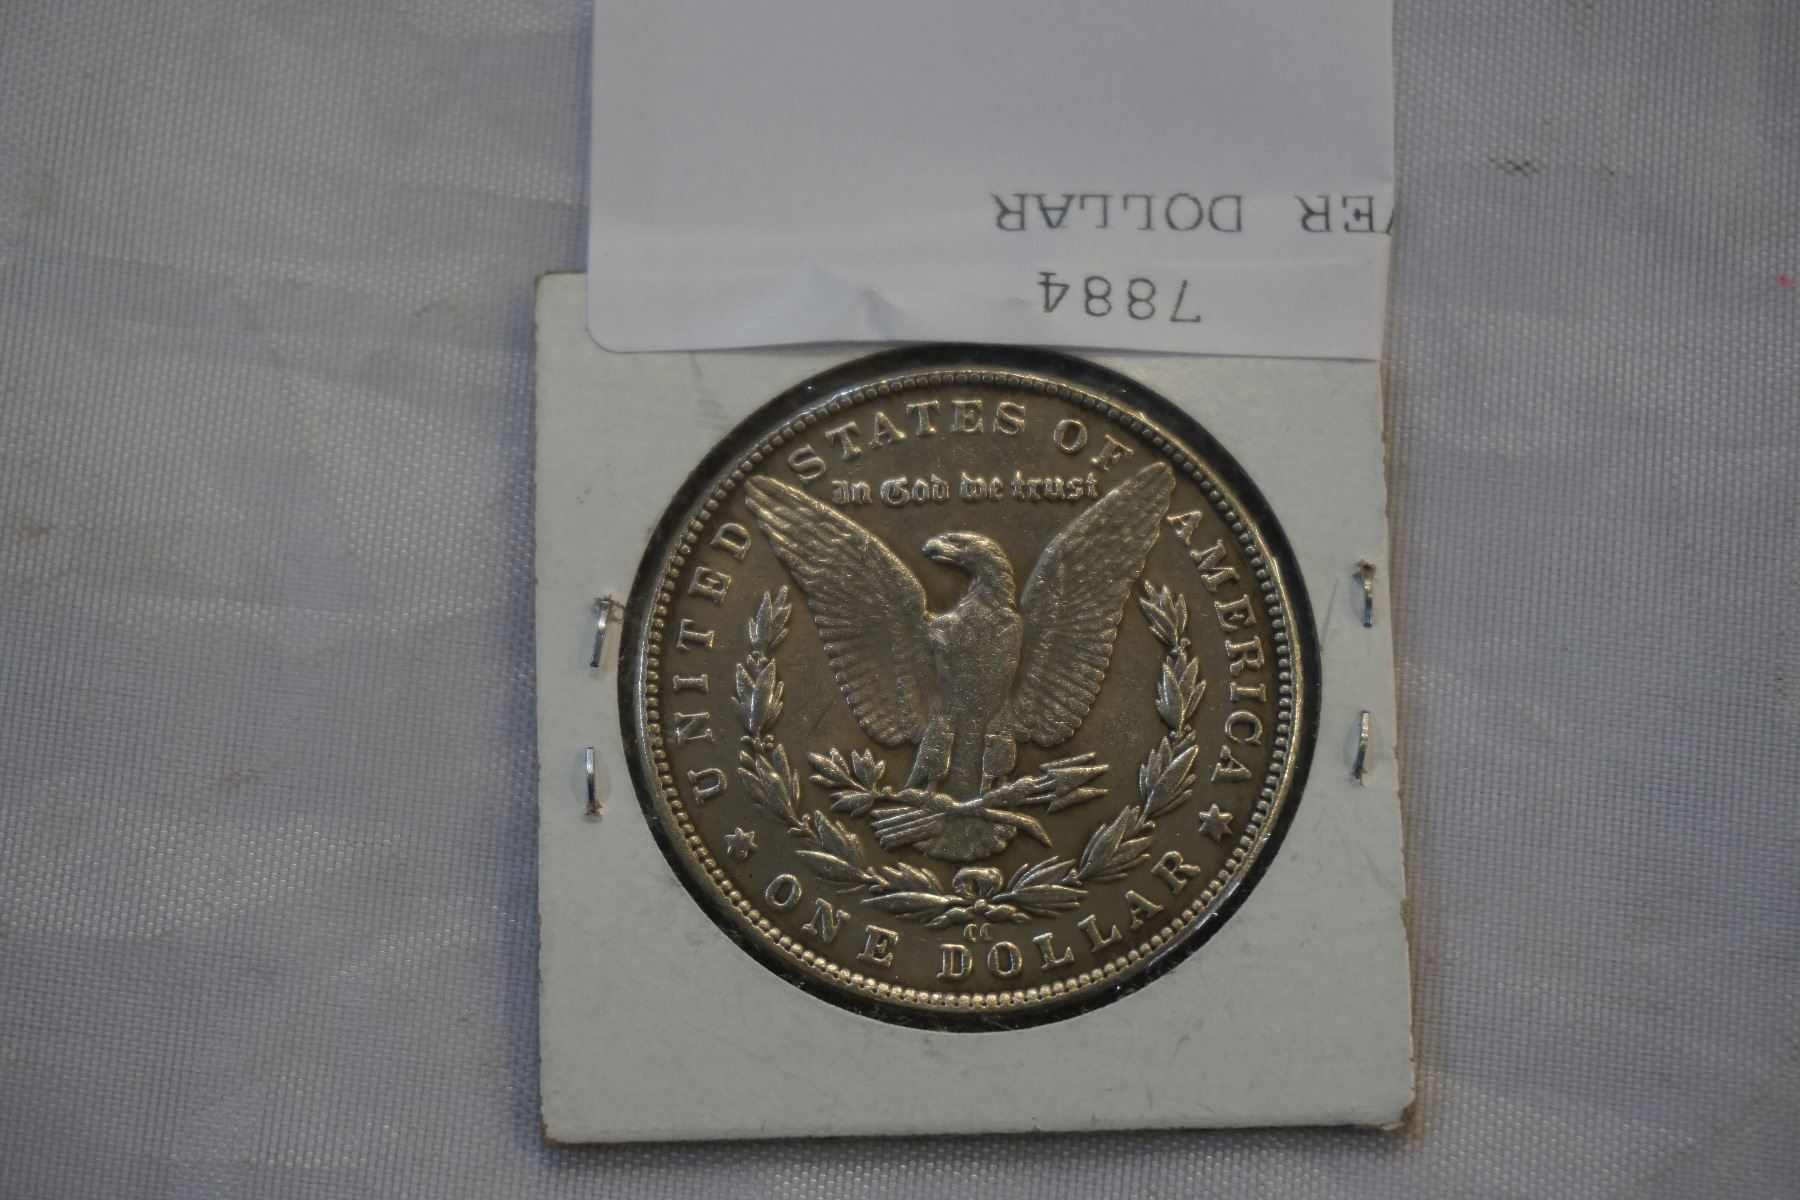 VER DOLLAR
7884
UNITED STATES OF AMERICA
In God we trust
CC
ONE DOLLAR